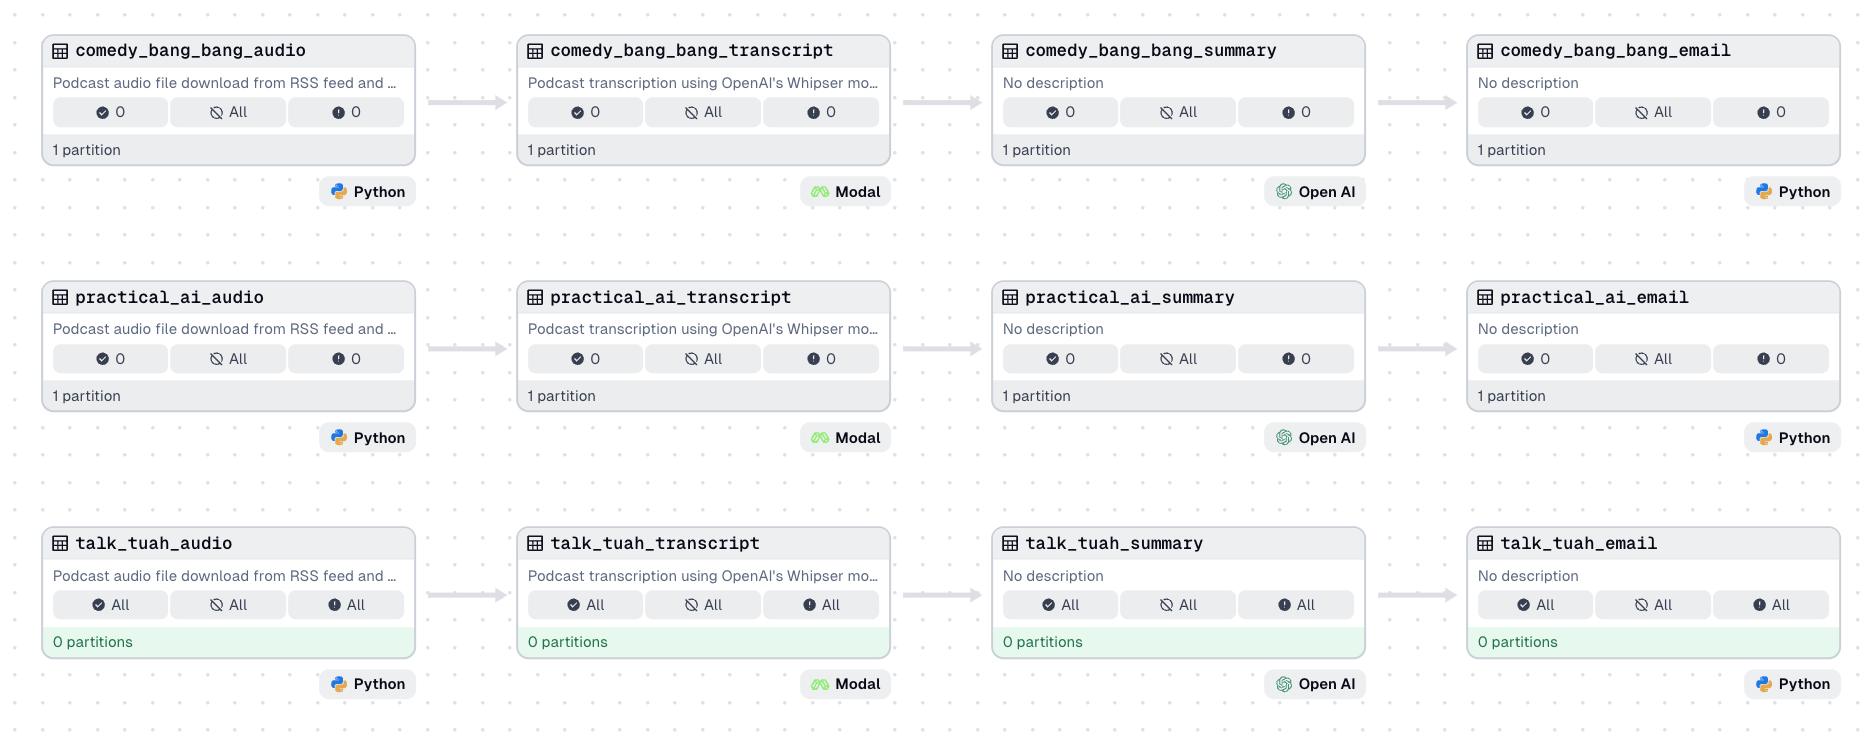 comedy_bang_bang_audio
Podcast audio file download from RSS feed and ...
0 All 0
1 partition
Python
comedy_bang_bang_transcript
Podcast transcription using OpenAI's Whipser mo...
0 All 0
1 partition
Modal
comedy_bang_bang_summary
No description
0 All 0
1 partition
Open AI
comedy_bang_bang_email
No description
0 All 0
1 partition
Python
practical_ai_audio
Podcast audio file download from RSS feed and ...
0 All 0
1 partition
Python
practical_ai_transcript
Podcast transcription using OpenAI's Whipser mo...
0 All 0
1 partition
Modal
practical_ai_summary
No description
0 All 0
1 partition
Open AI
practical_ai_email
No description
0 All 0
1 partition
Python
talk_tuah_audio
Podcast audio file download from RSS feed and ...
All All All
0 partitions
Python
talk_tuah_transcript
Podcast transcription using OpenAI's Whipser mo...
All All All
0 partitions
Modal
talk_tuah_summary
No description
All All All
0 partitions
Open AI
talk_tuah_email
No description
All All All
0 partitions
Python